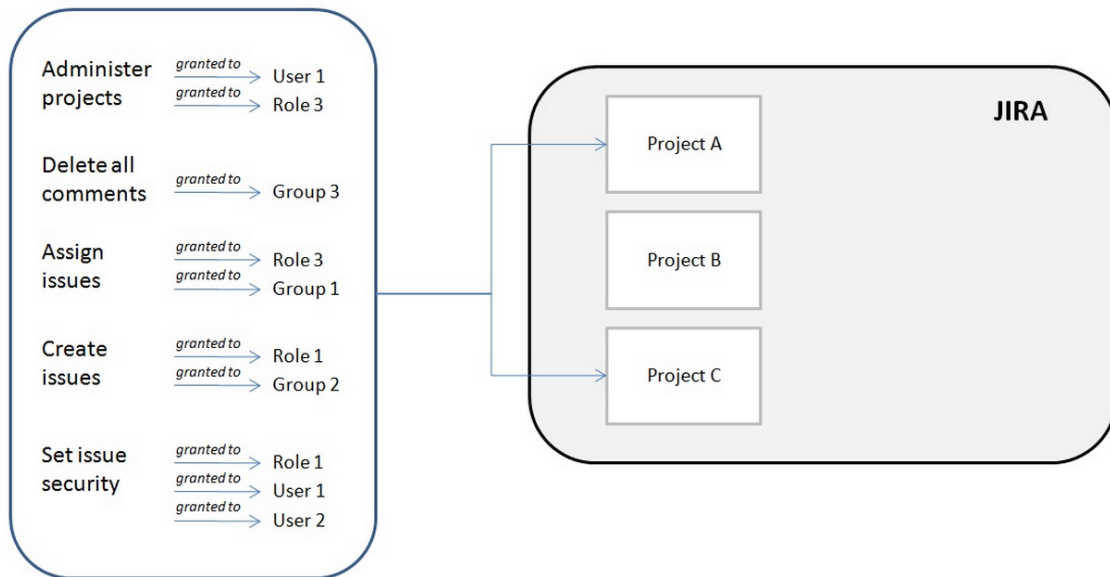 Administer
projects
granted to
User 1
granted to
Role 3
Delete all
comments
granted to
Group 3
Assign
issues
granted to
Role 3
granted to
Group 1
Create
issues
granted to
Role 1
granted to
Group 2
Set issue
security
granted to
Role 1
granted to
User 1
granted to
User 2
JIRA
Project A
Project B
Project C